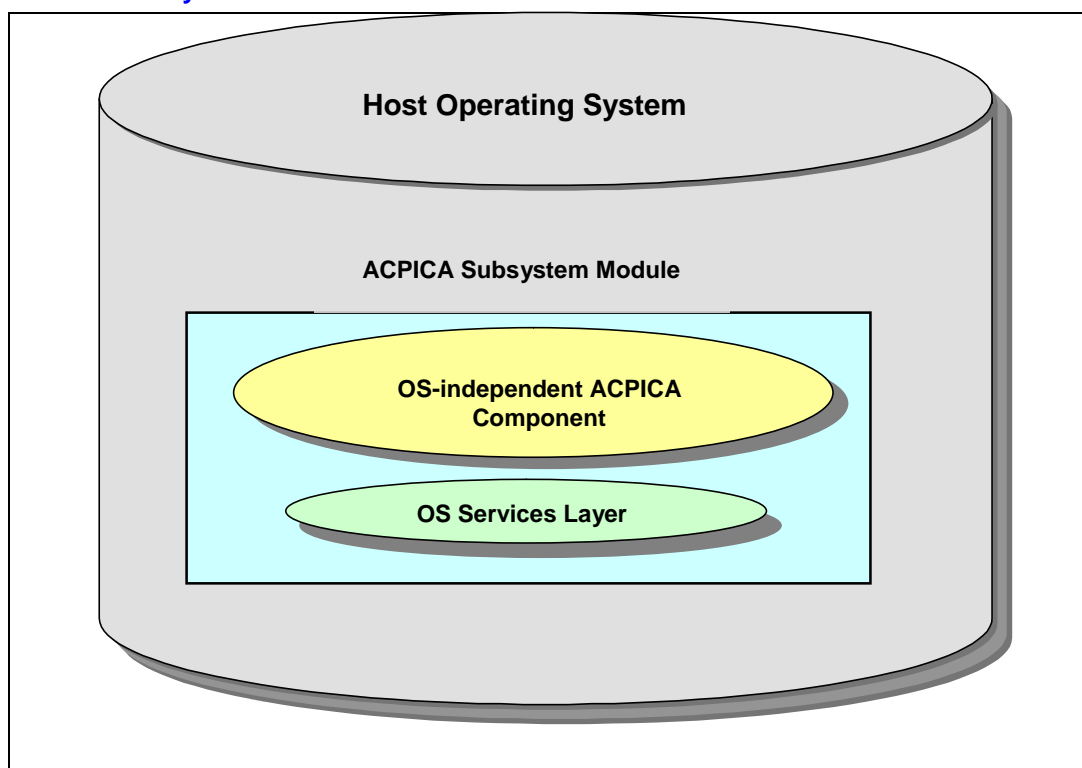 Host Operating System
ACPICA Subsystem Module
OS-independent ACPICA
Component
OS Services Layer